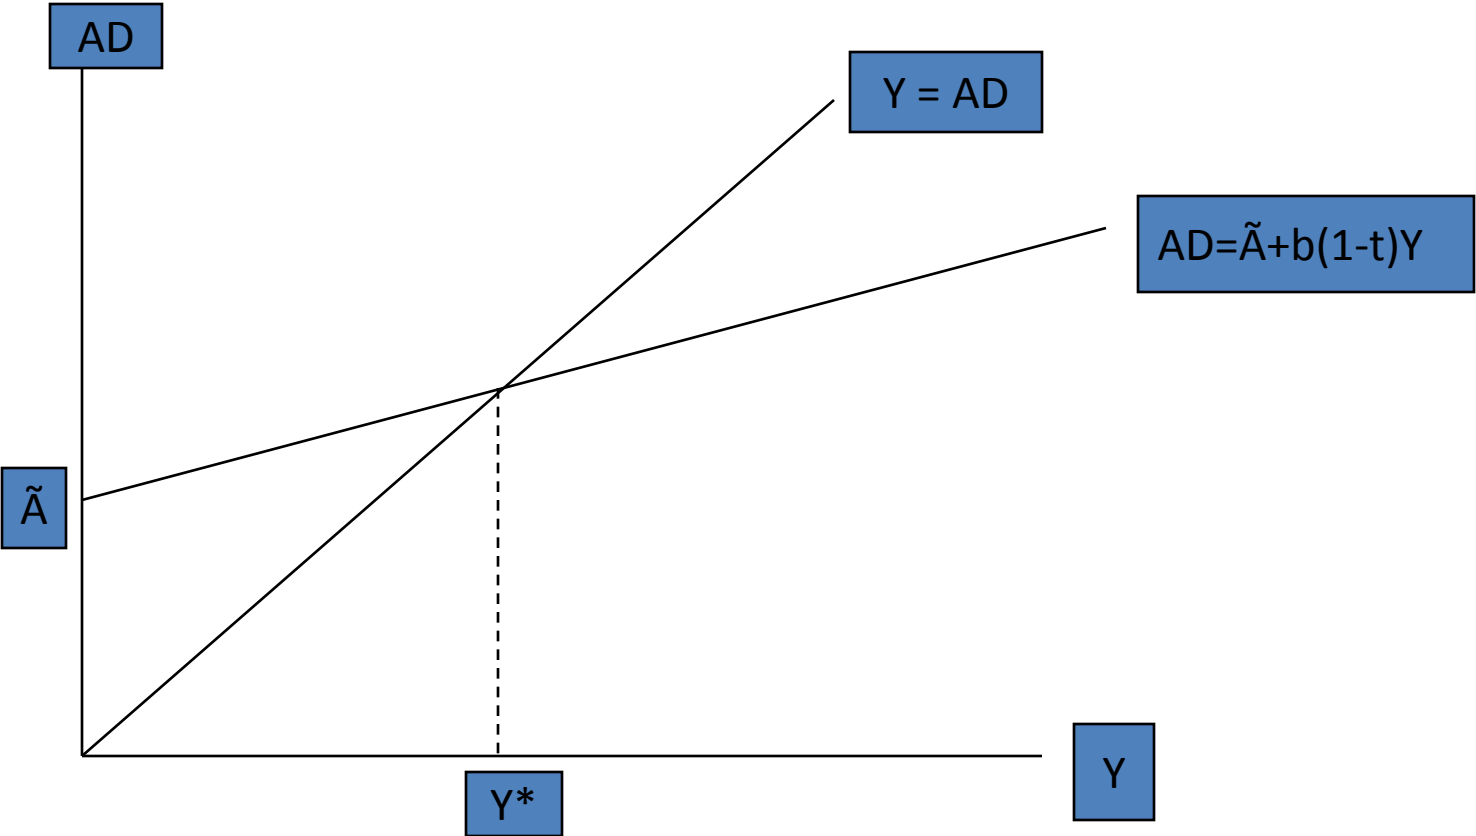 AD
Y = AD
AD=Ã+b(1-t)Y
Ã
Y
Y*